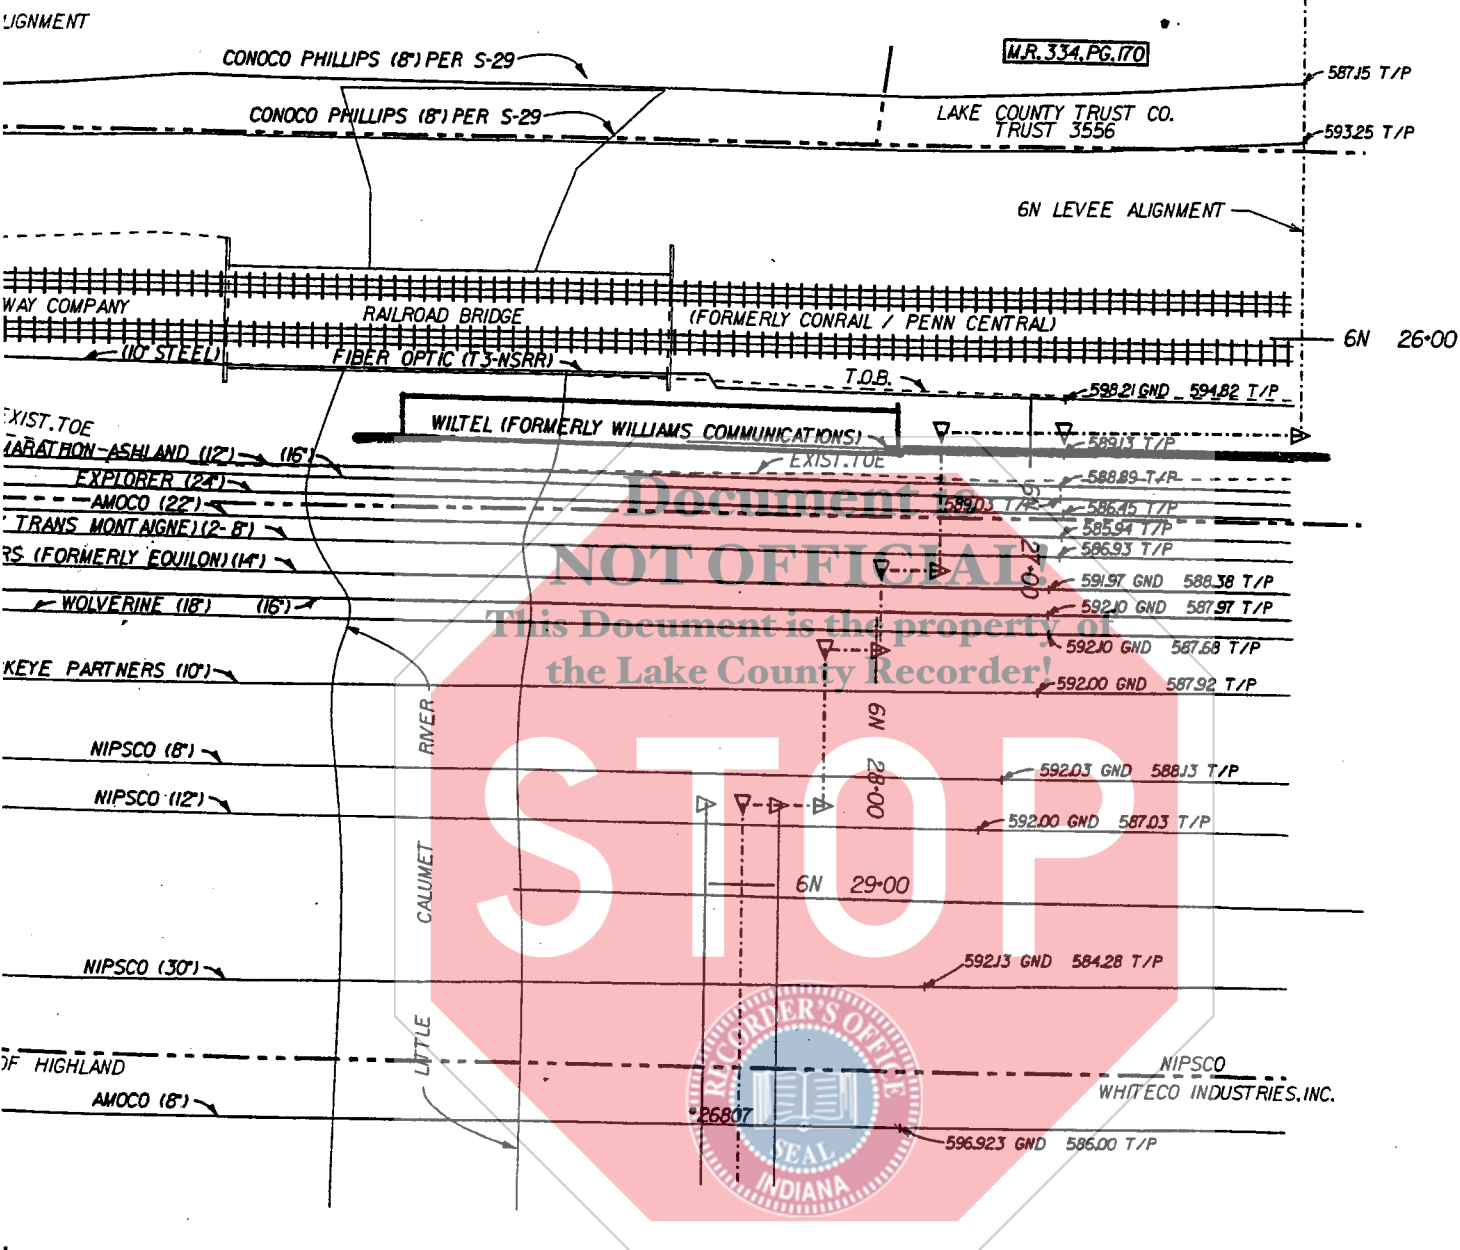 LIGNMENT
CONOCO PHILLIPS (8") PER S-29
M.R. 334, PG. 170
587.15 T/P
CONOCO PHILLIPS (8") PER S-29
LAKE COUNTY TRUST CO.
TRUST 3556
593.25 T/P
6N LEVEE ALIGNMENT
WAY COMPANY
RAILROAD BRIDGE
(FORMERLY CONRAIL / PENN CENTRAL)
6N 26+00
(10" STEEL)
FIBER OPTIC (T3-NSRR)
T.O.B.
598.21 GND 594.82 T/P
EXIST. TOE
WILTEL (FORMERLY WILLIAMS COMMUNICATIONS)
589.13 T/P
MARATHON-ASHLAND (12") (16")
EXIST. TOE
EXPLORER (24")
588.89 T/P
AMOCO (22")
Document is
589.03 T/P
586.45 T/P
TRANS MONTAIGNE) (2-8")
585.94 T/P
586.93 T/P
RS (FORMERLY EQUILON) (14")
NOT OFFICIAL!
6N 27+00
591.97 GND 588.38 T/P
WOLVERINE (18") (16")
592.10 GND 587.97 T/P
This Document is the property of
592.10 GND 587.68 T/P
the Lake County Recorder!
KEYE PARTNERS (10")
592.00 GND 587.92 T/P
6N 28+00
NIPSCO (8")
592.03 GND 588.13 T/P
STOP
NIPSCO (12")
592.00 GND 587.03 T/P
6N 29+00
LITTLE CALUMET RIVER
NIPSCO (30")
592.13 GND 584.28 T/P
RECORDER'S OFFICE
OF HIGHLAND
NIPSCO
WHITECO INDUSTRIES, INC.
AMOCO (8")
26807
596.923 GND 586.00 T/P
SEAL
INDIANA